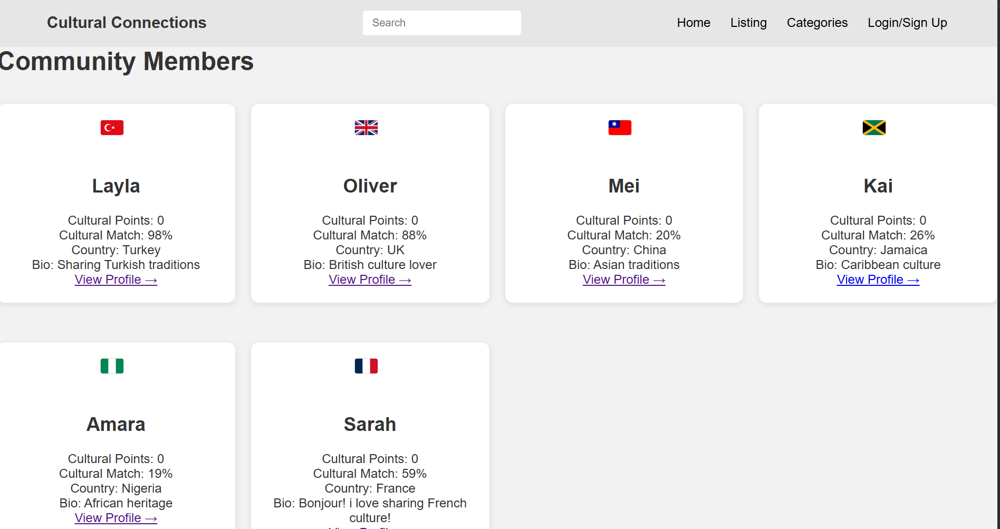 Cultural Connections
Search
Home
Listing
Categories
Login/Sign Up
Community Members
Layla
Cultural Points: 0
Cultural Match: 98%
Country: Turkey
Bio: Sharing Turkish traditions
View Profile →
Oliver
Cultural Points: 0
Cultural Match: 88%
Country: UK
Bio: British culture lover
View Profile →
Mei
Cultural Points: 0
Cultural Match: 20%
Country: China
Bio: Asian traditions
View Profile →
Kai
Cultural Points: 0
Cultural Match: 26%
Country: Jamaica
Bio: Caribbean culture
View Profile →
Amara
Cultural Points: 0
Cultural Match: 19%
Country: Nigeria
Bio: African heritage
View Profile →
Sarah
Cultural Points: 0
Cultural Match: 59%
Country: France
Bio: Bonjour! i love sharing French
culture!